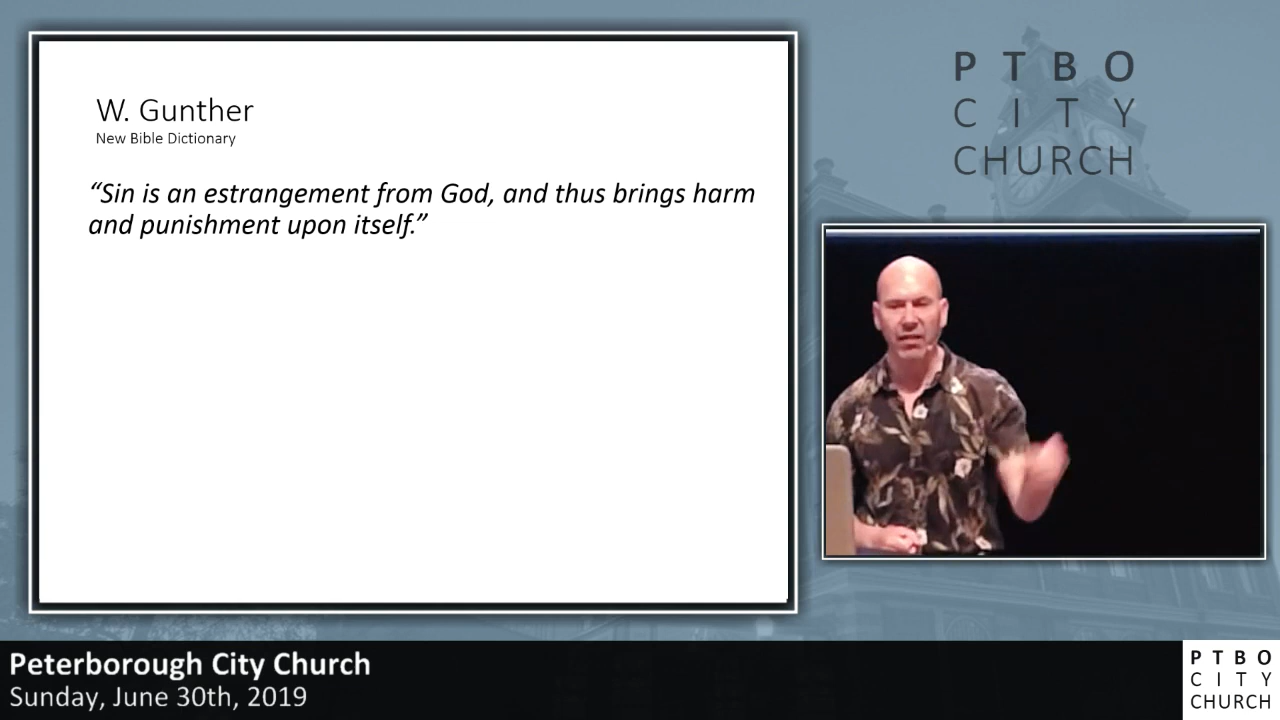 W. Gunther
New Bible Dictionary
“Sin is an estrangement from God, and thus brings harm
and punishment upon itself.”
P T B O
C I T Y
CHURCH
Peterborough City Church
Sunday, June 30th, 2019
P T B O
C I T Y
CHURCH